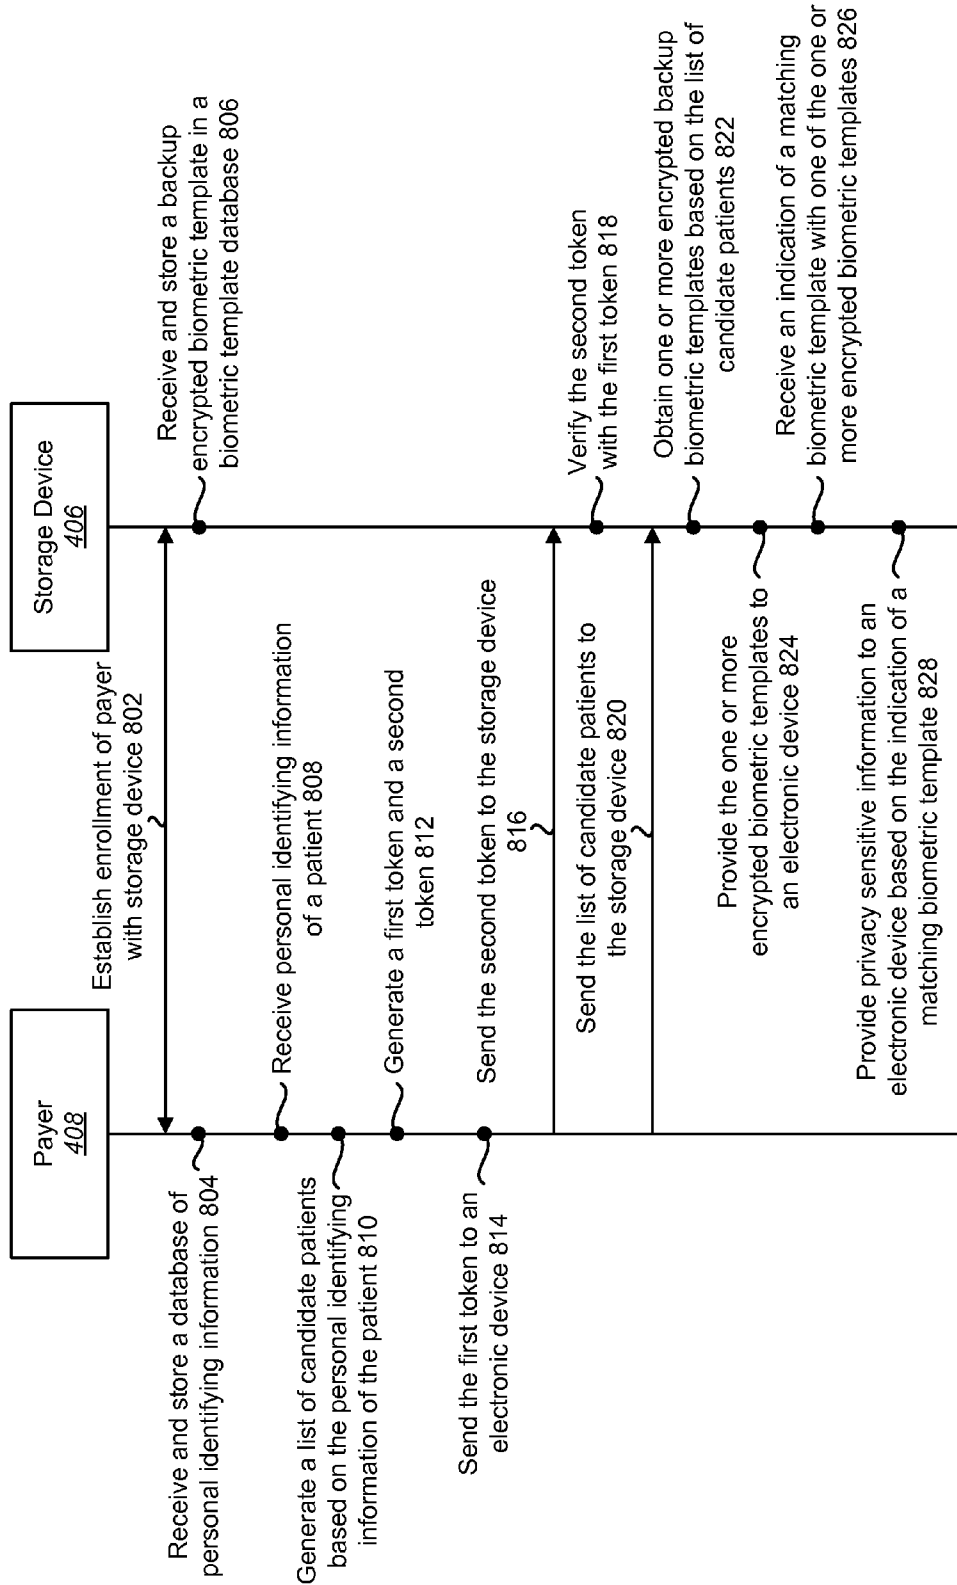 Payer
408
Storage Device
406
Establish enrollment of payer
with storage device 802
Receive and store a database of
personal identifying information 804
Receive and store a backup
encrypted biometric template in a
biometric template database 806
Receive personal identifying information
of a patient 808
Generate a list of candidate patients
based on the personal identifying
information of the patient 810
Generate a first token and a second
token 812
Send the first token to an
electronic device 814
Send the second token to the storage device
816
Verify the second token
with the first token 818
Send the list of candidate patients to
the storage device 820
Obtain one or more encrypted backup
biometric templates based on the list of
candidate patients 822
Provide the one or more
encrypted biometric templates to
an electronic device 824
Receive an indication of a matching
biometric template with one of the one or
more encrypted biometric templates 826
Provide privacy sensitive information to an
electronic device based on the indication of a
matching biometric template 828